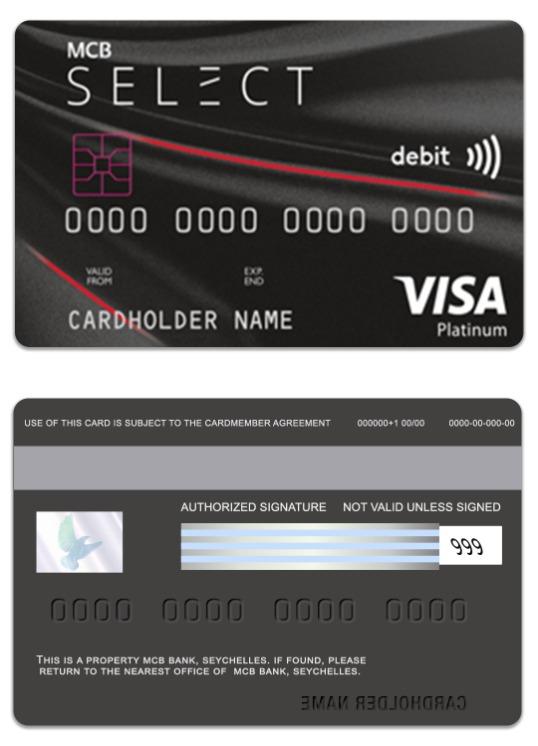 MCB
SELECT
debit
0000 0000 0000 0000
VALID
FROM
EXP.
END
CARDHOLDER NAME
VISA
Platinum
USE OF THIS CARD IS SUBJECT TO THE CARDMEMBER AGREEMENT 000000+1 00/00 0000-00-000-00
AUTHORIZED SIGNATURE NOT VALID UNLESS SIGNED
999
0000 0000 0000 0000
THIS IS A PROPERTY MCB BANK, SEYCHELLES. IF FOUND, PLEASE
RETURN TO THE NEAREST OFFICE OF MCB BANK, SEYCHELLES.
CARDHOLDER NAME